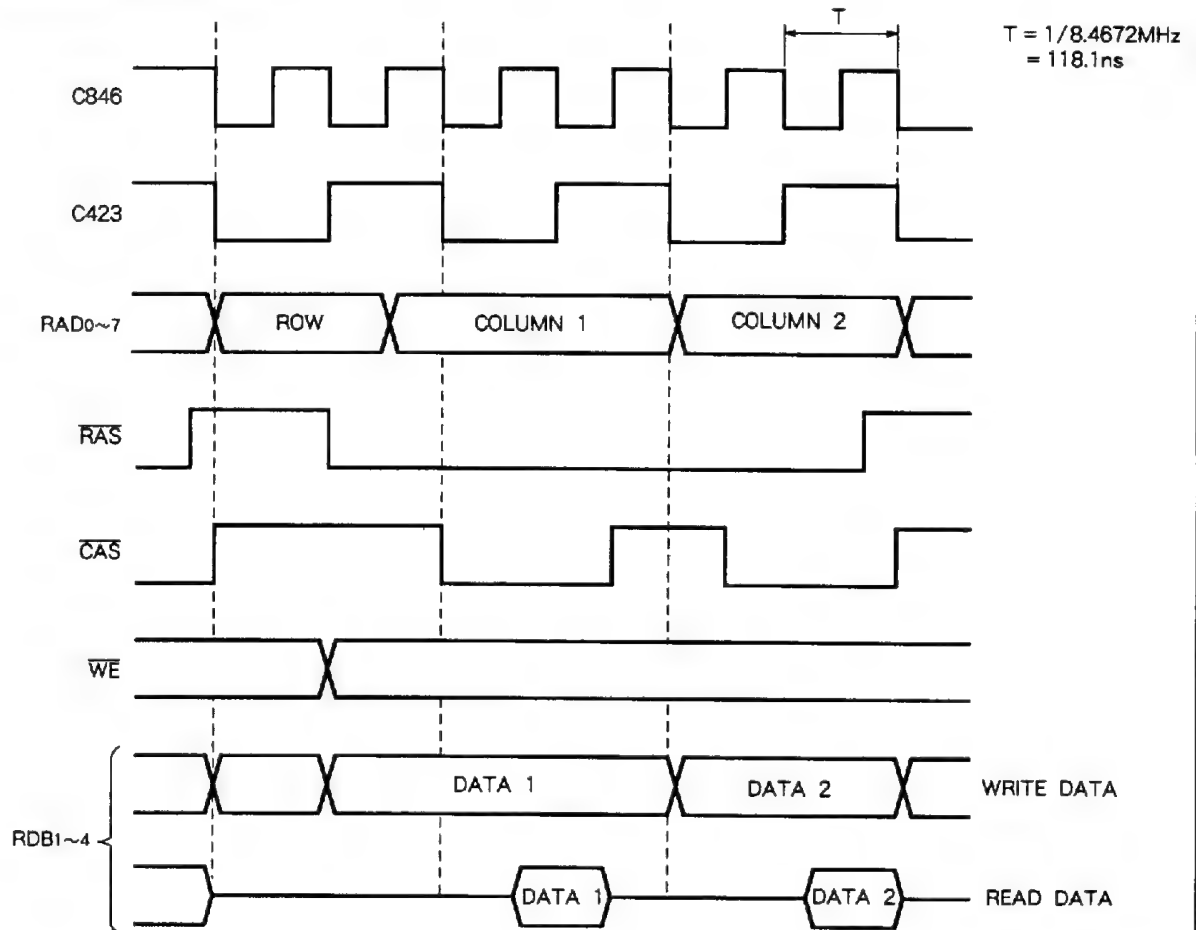 T
T = 1/8.4672MHz
= 118.1ns
C846
C423
RAD0~7
ROW
COLUMN 1
COLUMN 2
RAS
CAS
WE
RDB1~4
DATA 1
DATA 2
WRITE DATA
DATA 1
DATA 2
READ DATA